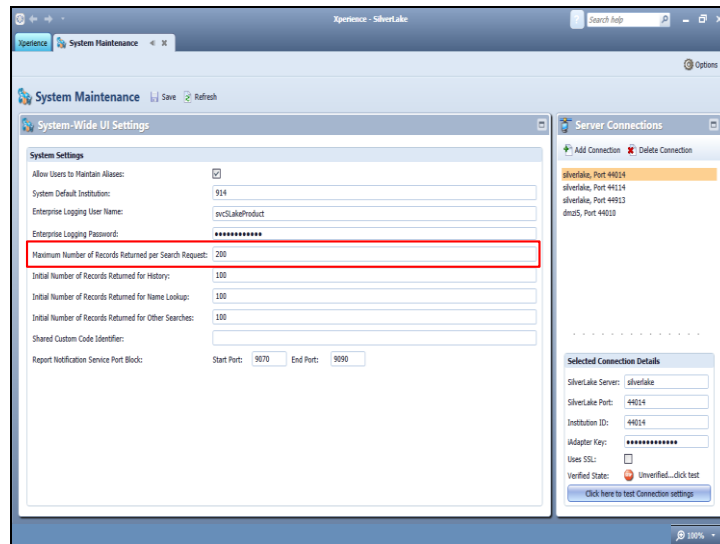 Xperience - SilverLake
Search help
Xperience
System Maintenance
Options
System Maintenance Save Refresh
System-Wide UI Settings
System Settings
Allow Users to Maintain Aliases:
System Default Institution: 914
Enterprise Logging User Name: svcSLakeProduct
Enterprise Logging Password: ••••••••••••
Maximum Number of Records Returned per Search Request: 200
Initial Number of Records Returned for History: 100
Initial Number of Records Returned for Name Lookup: 100
Initial Number of Records Returned for Other Searches: 100
Shared Custom Code Identifier:
Report Notification Service Port Block: Start Port: 9070 End Port: 9090
Server Connections
Add Connection Delete Connection
silverlake, Port 44014
silverlake, Port 44114
silverlake, Port 44913
dmzi5, Port 44010
Selected Connection Details
SilverLake Server: silverlake
SilverLake Port: 44014
Institution ID: 44014
iAdapter Key: •••••••••••••
Uses SSL:
Verified State: Unverified...click test
Click here to test Connection settings
100%